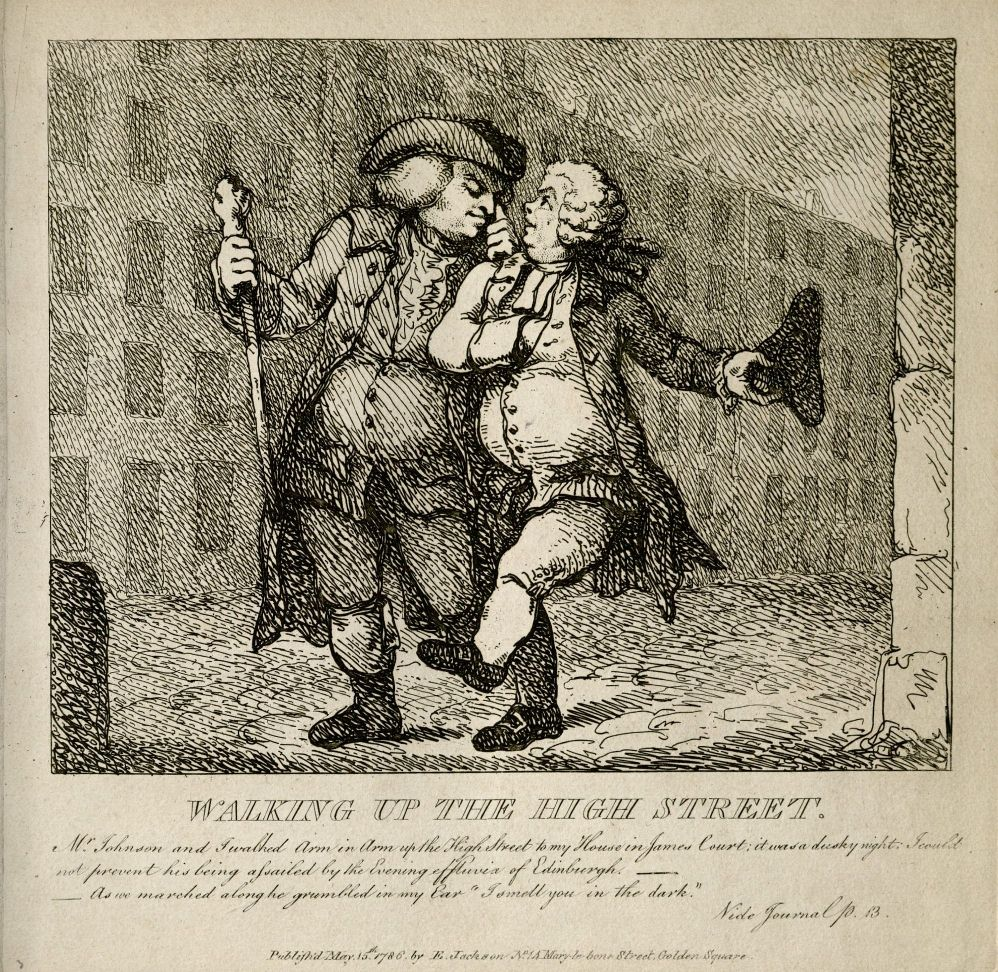 WALKING UP THE HIGH STREET.
Mr. Johnson and I walked Arm in Arm up the High Street to my House in James Court; it was a dusky night; I could
not prevent his being assailed by the Evening effluvia of Edinburgh. —
— As we marched along he grumbled in my Ear "I smell you in the dark."
Vide Journal p. 13.
Publish'd May 15th. 1786. by E. Jackson No. 14 Mary-le-bone Street, Golden Square.